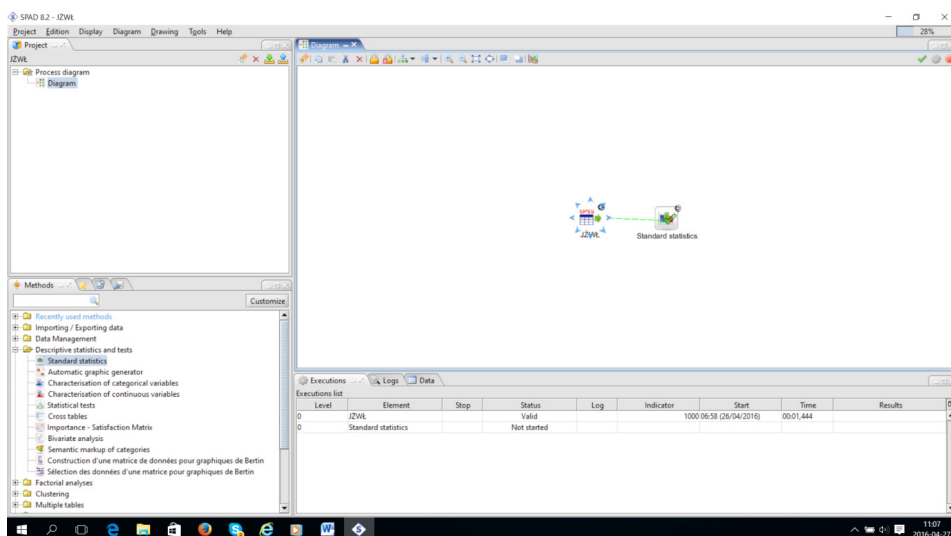 SPAD 8.2 - JŻWŁ
Project Edition Display Diagram Drawing Tools Help
28%
Project
JŻWŁ
Process diagram
Diagram
Diagram
JŻWŁ
Standard statistics
Methods
Customize
Recently used methods
Importing / Exporting data
Data Management
Descriptive statistics and tests
Standard statistics
Automatic graphic generator
Characterisation of categorical variables
Characterisation of continuous variables
Statistical tests
Cross tables
Importance - Satisfaction Matrix
Bivariate analysis
Semantic markup of categories
Construction d'une matrice de données pour graphiques de Bertin
Sélection des données d'une matrice pour graphiques de Bertin
Factorial analyses
Clustering
Multiple tables
Executions Logs Data
Executions list
Level Element Stop Status Log Indicator Start Time Results
0 JŻWŁ Valid 1000 06:58 (26/04/2016) 00:01,444
0 Standard statistics Not started
11:07
2016-04-27